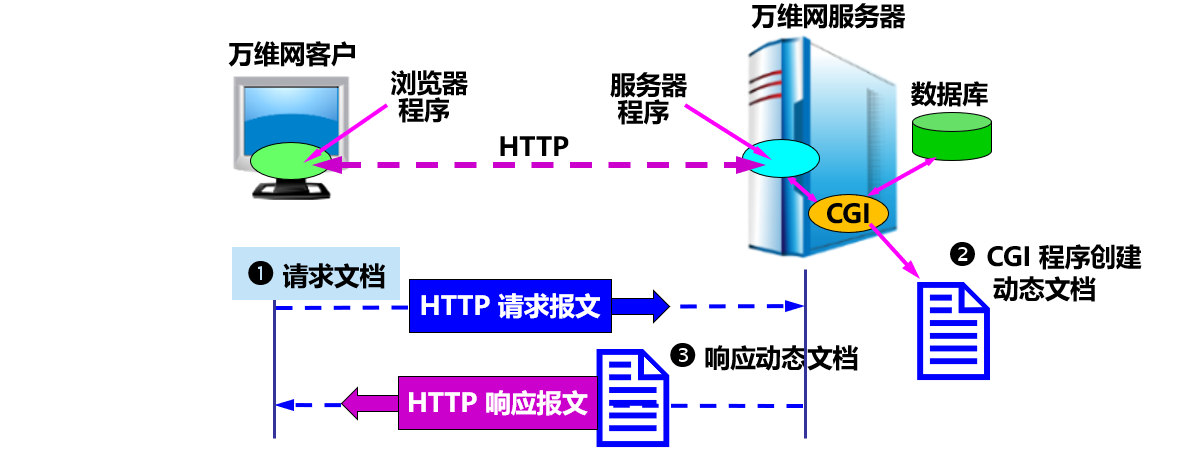 万维网服务器
万维网客户
浏览器
程序
服务器
程序
数据库
HTTP
CGI
❶ 请求文档
❷ CGI 程序创建
动态文档
HTTP 请求报文
❸ 响应动态文档
HTTP 响应报文